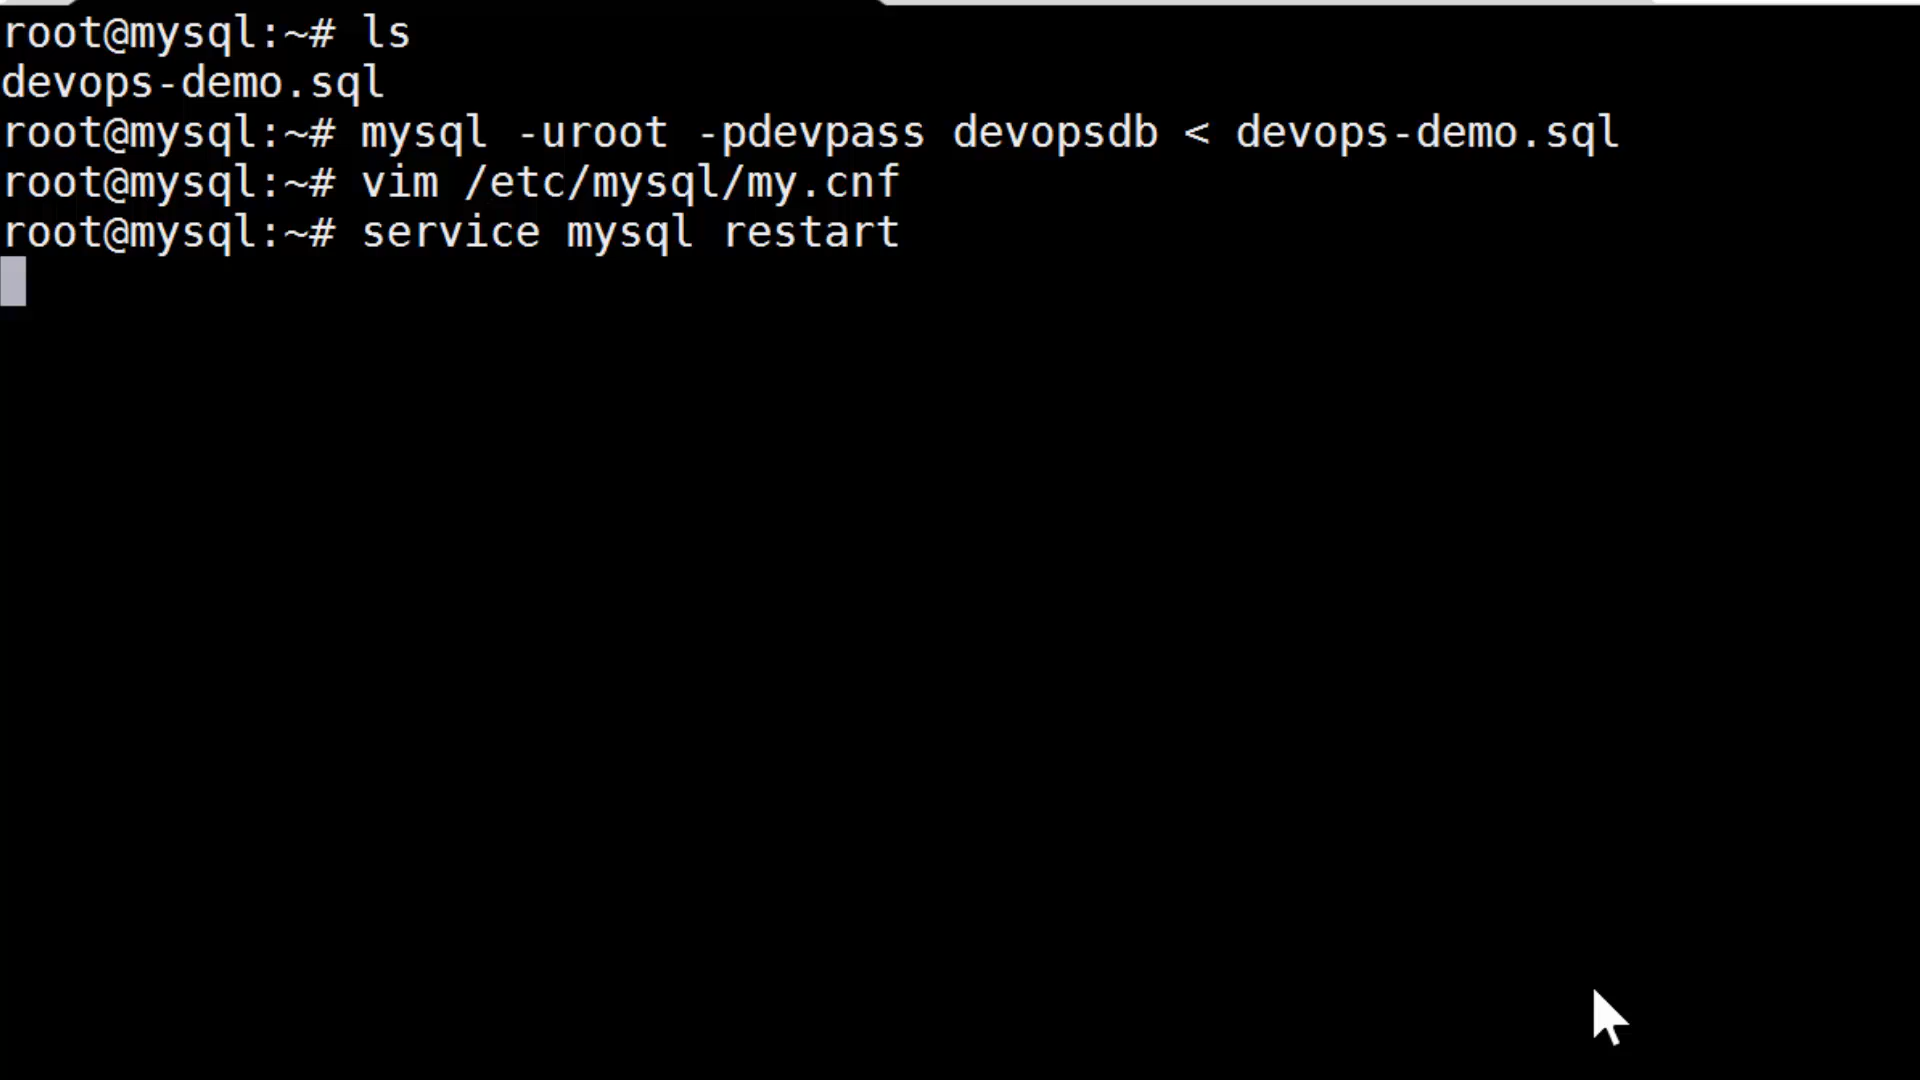 root@mysql:~# ls
devops-demo.sql
root@mysql:~# mysql -uroot -pdevpass devopsdb < devops-demo.sql
root@mysql:~# vim /etc/mysql/my.cnf
root@mysql:~# service mysql restart